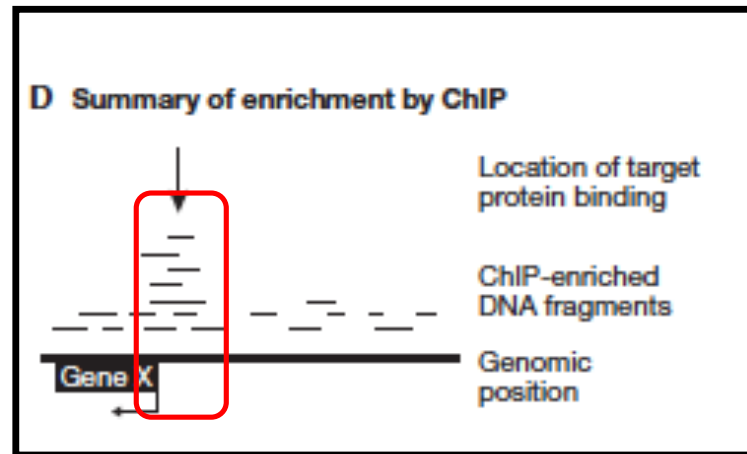 D Summary of enrichment by ChIP
Location of target
protein binding
ChIP-enriched
DNA fragments
Gene X
Genomic
position